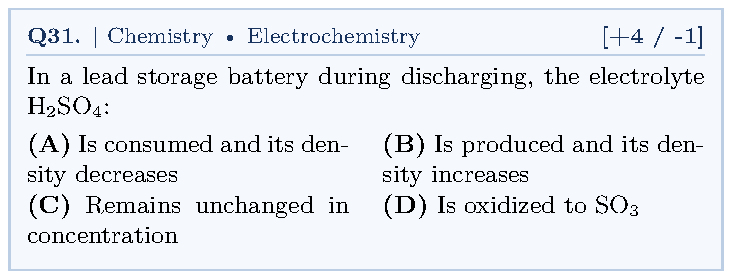 Q31. | Chemistry • Electrochemistry [+4 / -1]
In a lead storage battery during discharging, the electrolyte
H₂SO₄:
(A) Is consumed and its den-
sity decreases
(B) Is produced and its den-
sity increases
(C) Remains unchanged in
concentration
(D) Is oxidized to SO₃